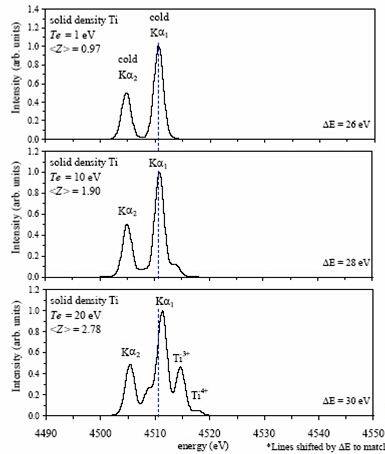 1.4
1.2
1.0
0.8
0.6
0.4
0.2
0.0
Intensity (arb. units)
solid density Ti
Te = 1 eV
<Z> = 0.97
cold
Kα2
cold
Kα1
ΔE = 26 eV
1.2
1.0
0.8
0.6
0.4
0.2
0.0
Intensity (arb. units)
solid density Ti
Te = 10 eV
<Z> = 1.90
Kα2
Kα1
ΔE = 28 eV
1.2
1.0
0.8
0.6
0.4
0.2
0.0
Intensity (arb. units)
solid density Ti
Te = 20 eV
<Z> = 2.78
Kα2
Kα1
Ti3+
Ti4+
ΔE = 30 eV
4490 4500 4510 4520 4530 4540 4550
energy (eV)
*Lines shifted by ΔE to match